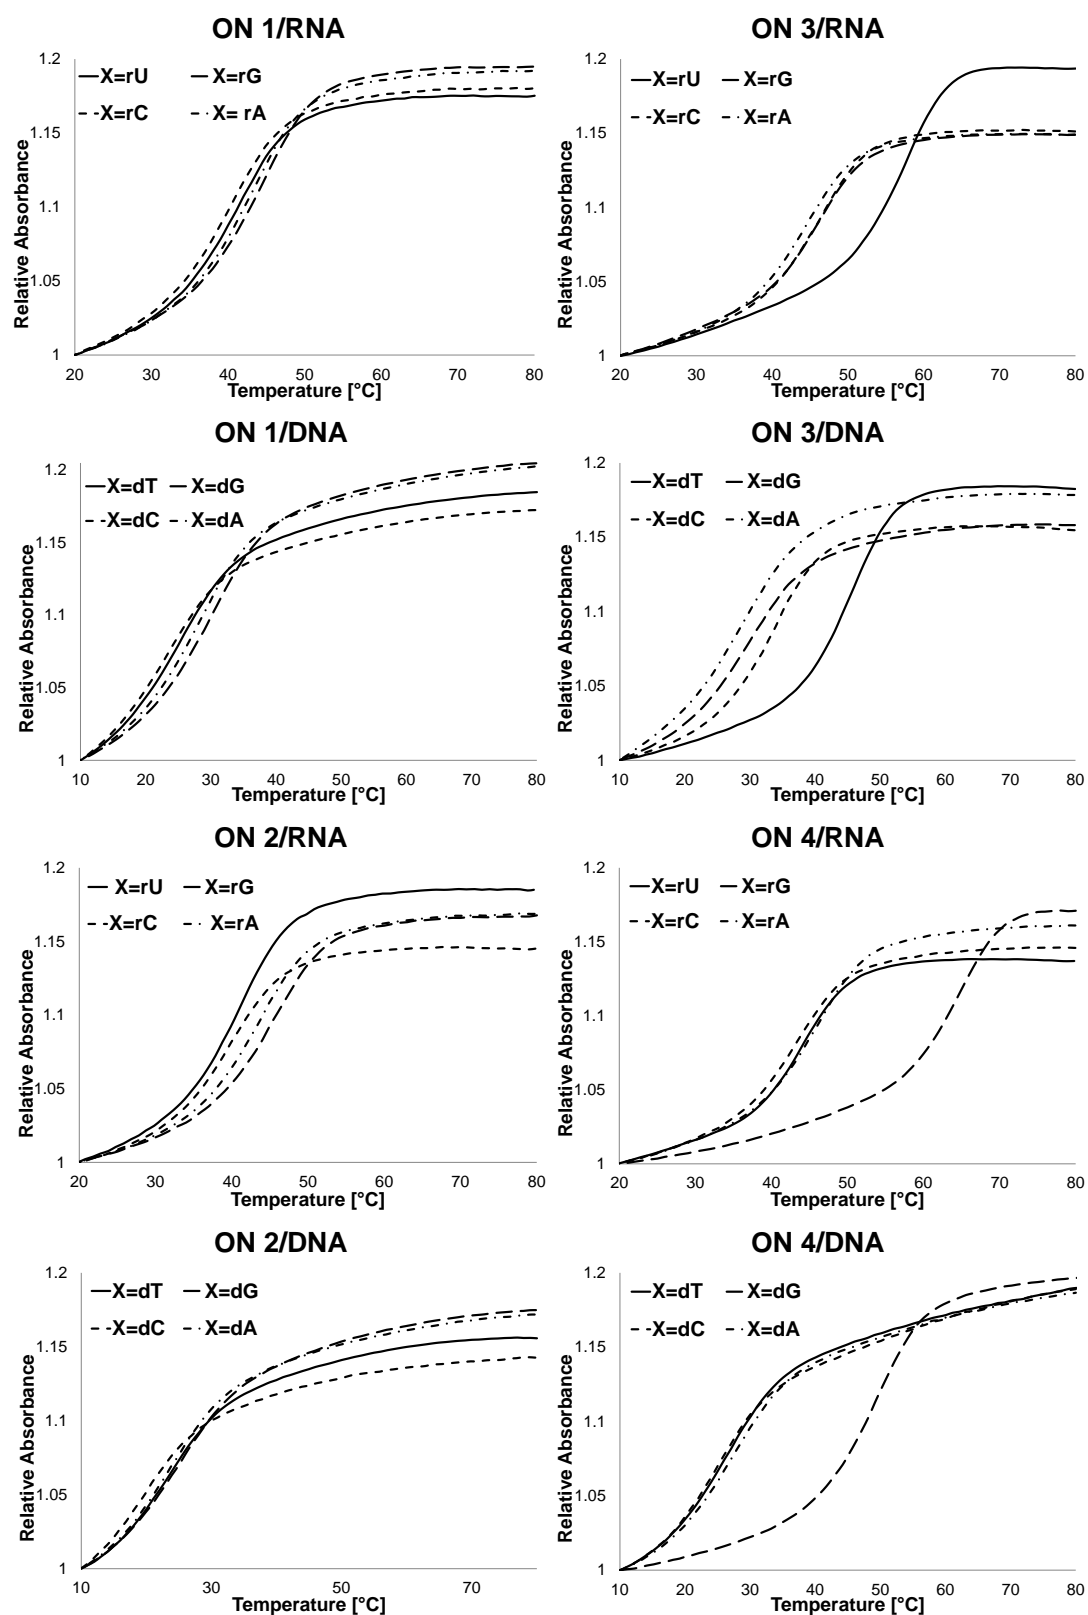 ON 1/RNA
1.2
X=rU X=rG
X=rC X= rA
1.15
1.1
1.05
1
Relative Absorbance
20 30 40 50 60 70 80
Temperature [°C]
ON 3/RNA
1.2
X=rU X=rG
X=rC X=rA
1.15
1.1
1.05
1
Relative Absorbance
20 30 40 50 60 70 80
Temperature [°C]
ON 1/DNA
1.2
X=dT X=dG
X=dC X=dA
1.15
1.1
1.05
1
Relative Absorbance
10 20 30 40 50 60 70 80
Temperature [°C]
ON 3/DNA
1.2
X=dT X=dG
X=dC X=dA
1.15
1.1
1.05
1
Relative Absorbance
10 20 30 40 50 60 70 80
Temperature [°C]
ON 2/RNA
1.2
X=rU X=rG
X=rC X=rA
1.15
1.1
1.05
1
Relative Absorbance
20 30 40 50 60 70 80
Temperature [°C]
ON 4/RNA
1.2
X=rU X=rG
X=rC X=rA
1.15
1.1
1.05
1
Relative Absorbance
20 30 40 50 60 70 80
Temperature [°C]
ON 2/DNA
1.2
X=dT X=dG
X=dC X=dA
1.15
1.1
1.05
1
Relative Absorbance
10 30 50 70
Temperature [°C]
ON 4/DNA
1.2
X=dT X=dG
X=dC X=dA
1.15
1.1
1.05
1
Relative Absorbance
10 20 30 40 50 60 70 80
Temperature [°C]